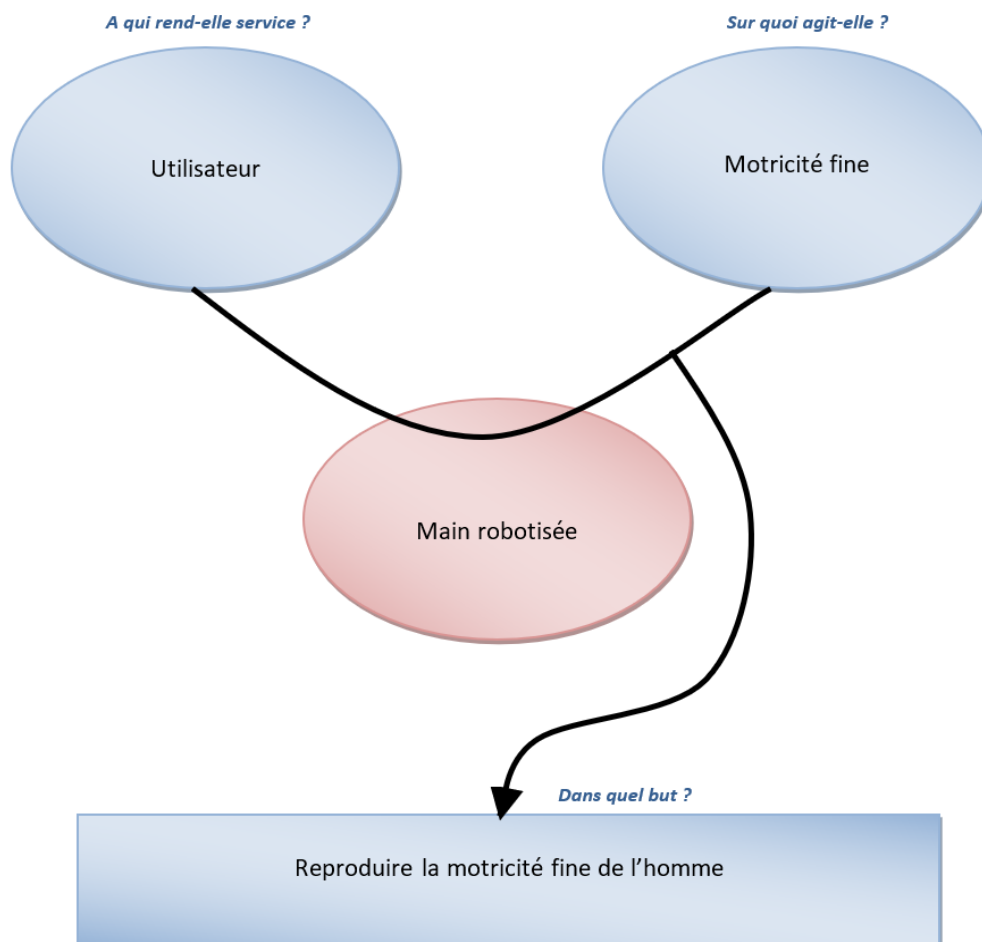 A qui rend-elle service ?
Sur quoi agit-elle ?
Utilisateur
Motricité fine
Main robotisée
Dans quel but ?
Reproduire la motricité fine de l’homme